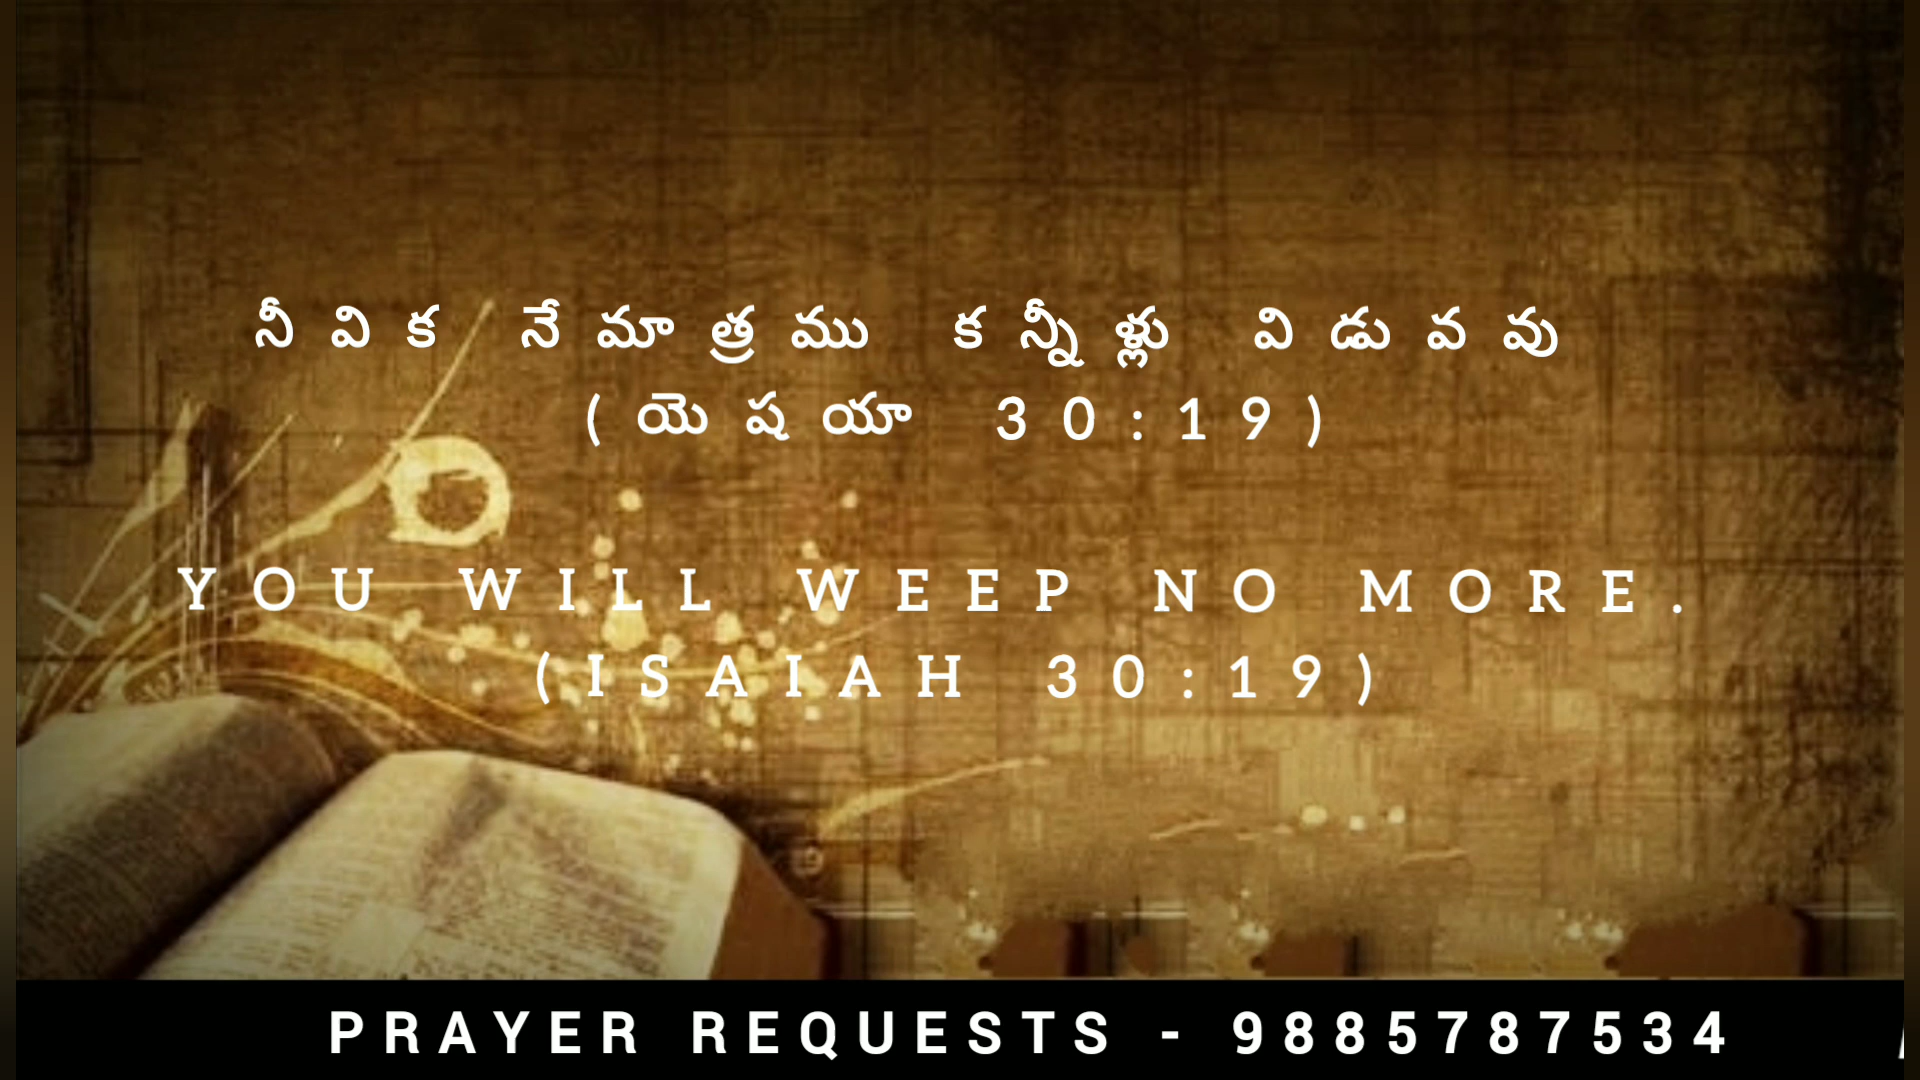 నీవిక నేమాత్రము కన్నీళ్లు విడువవు
(యెషయా 30:19)
YOU WILL WEEP NO MORE.
(ISAIAH 30:19)
PRAYER REQUESTS - 9885787534